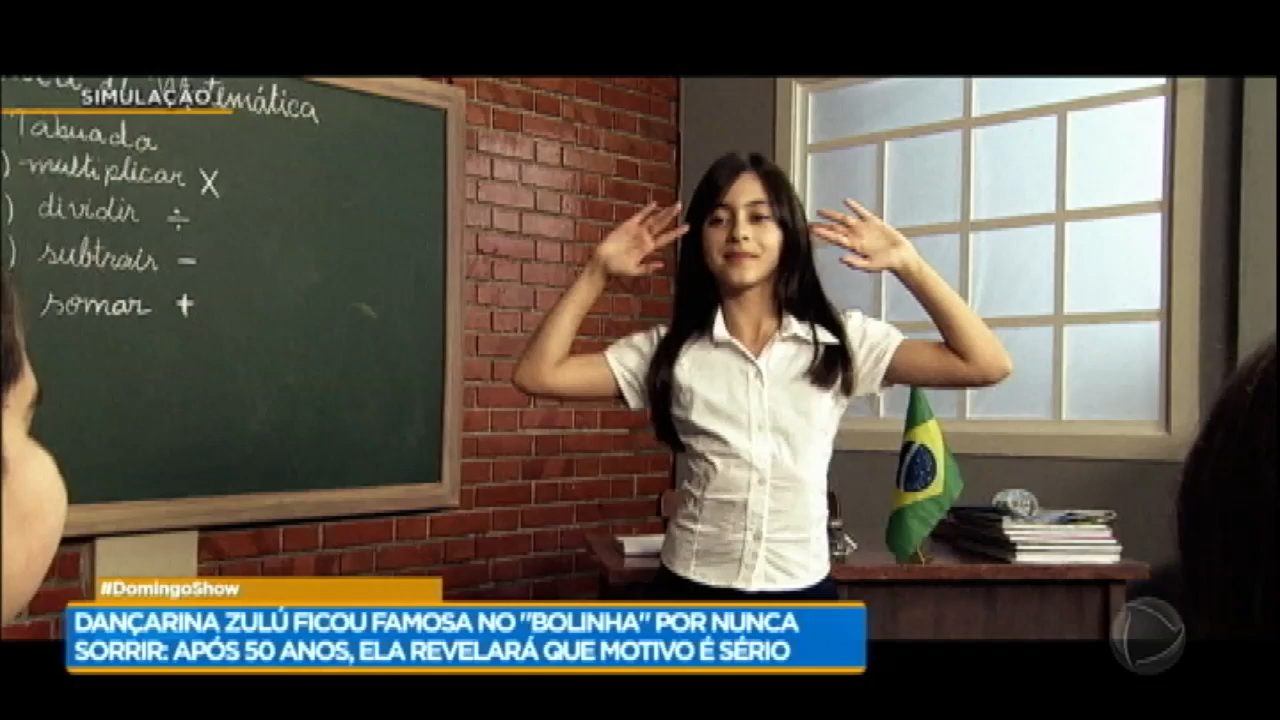 SIMULAÇÃO
temática
Tabuada
) multiplicar X
) dividir ÷
) subtrair -
somar +
#DomingoShow
DANÇARINA ZULÚ FICOU FAMOSA NO "BOLINHA" POR NUNCA
SORRIR: APÓS 50 ANOS, ELA REVELARÁ QUE MOTIVO É SÉRIO